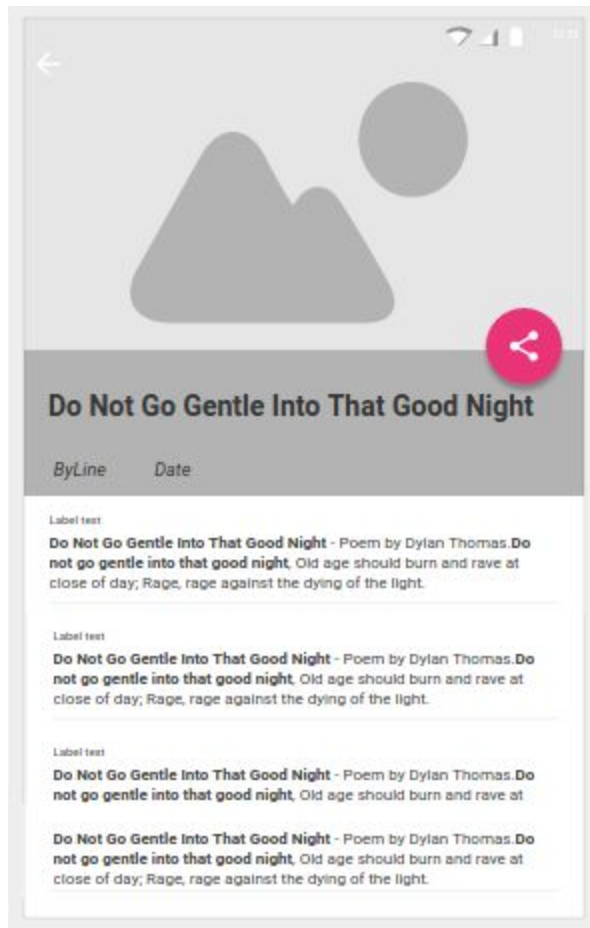 Do Not Go Gentle Into That Good Night
ByLine Date
Label text
Do Not Go Gentle Into That Good Night - Poem by Dylan Thomas.Do
not go gentle into that good night, Old age should burn and rave at
close of day; Rage, rage against the dying of the light.
Label text
Do Not Go Gentle Into That Good Night - Poem by Dylan Thomas.Do
not go gentle into that good night, Old age should burn and rave at
close of day; Rage, rage against the dying of the light.
Label text
Do Not Go Gentle Into That Good Night - Poem by Dylan Thomas.Do
not go gentle into that good night, Old age should burn and rave at
Do Not Go Gentle Into That Good Night - Poem by Dylan Thomas.Do
not go gentle into that good night, Old age should burn and rave at
close of day; Rage, rage against the dying of the light.